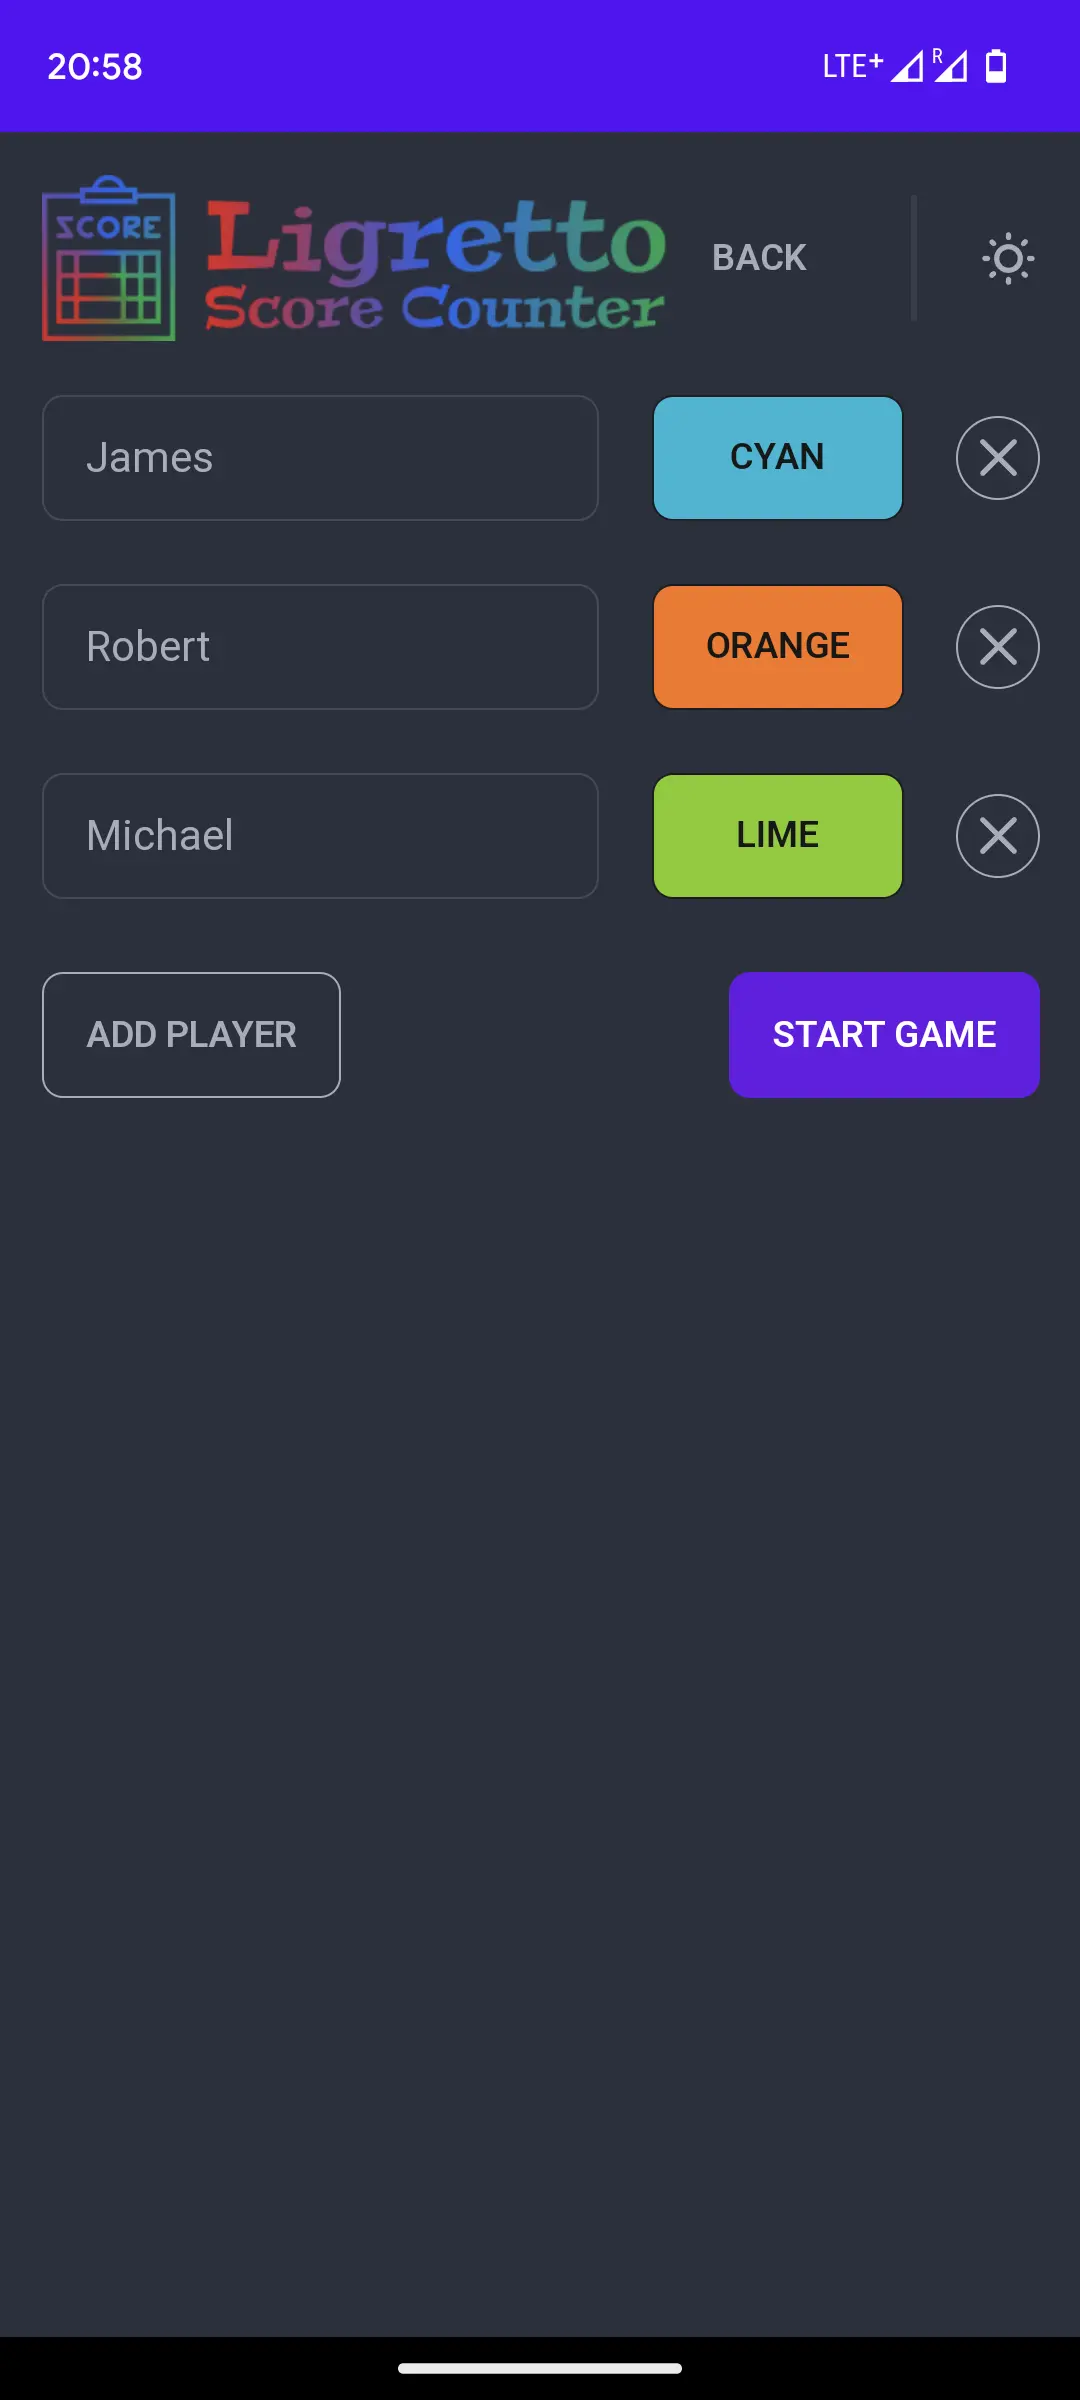 20:58
LTE+ R
SCORE
Ligretto
Score Counter
BACK
James
CYAN
Robert
ORANGE
Michael
LIME
ADD PLAYER
START GAME